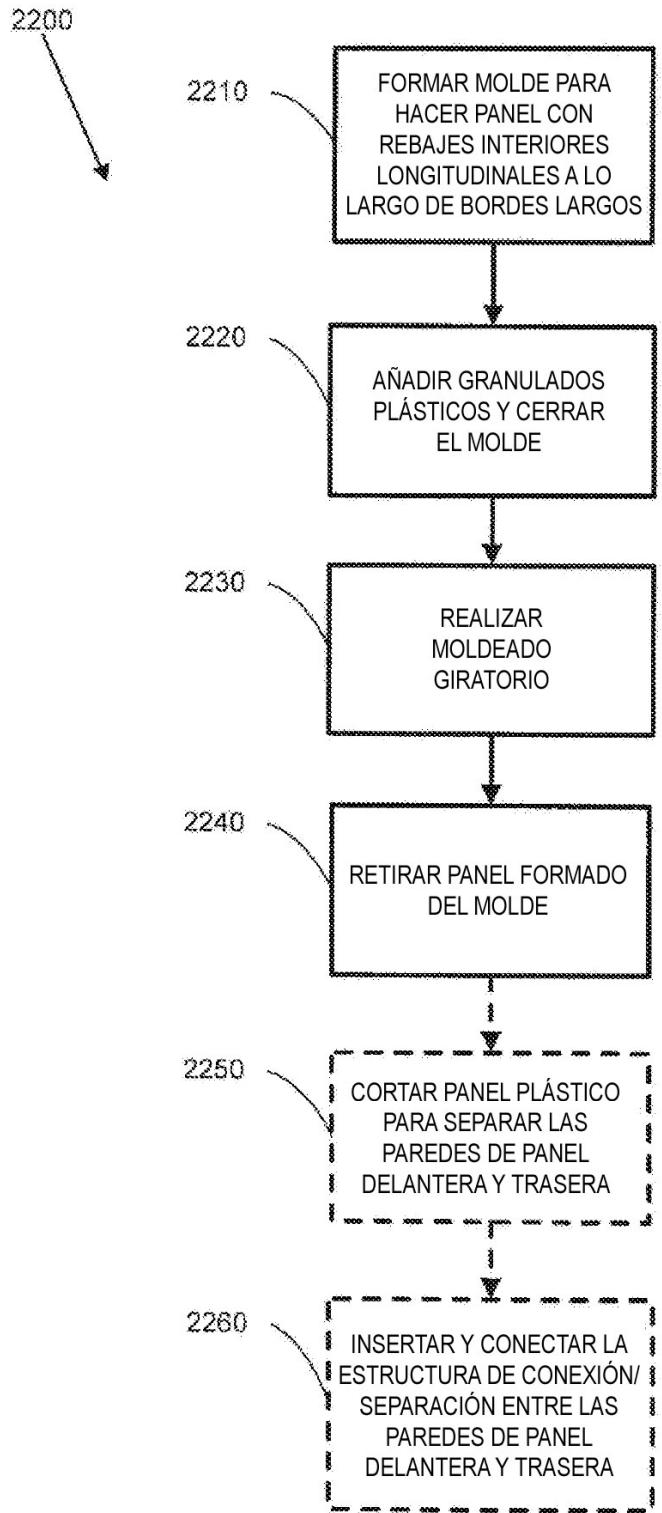 2200
2210
FORMAR MOLDE PARA
HACER PANEL CON
REBAJES INTERIORES
LONGITUDINALES A LO
LARGO DE BORDES LARGOS
2220
AÑADIR GRANULADOS
PLÁSTICOS Y CERRAR
EL MOLDE
2230
REALIZAR
MOLDEADO
GIRATORIO
2240
RETIRAR PANEL FORMADO
DEL MOLDE
2250
CORTAR PANEL PLÁSTICO
PARA SEPARAR LAS
PAREDES DE PANEL
DELANTERA Y TRASERA
2260
INSERTAR Y CONECTAR LA
ESTRUCTURA DE CONEXIÓN/
SEPARACIÓN ENTRE LAS
PAREDES DE PANEL
DELANTERA Y TRASERA